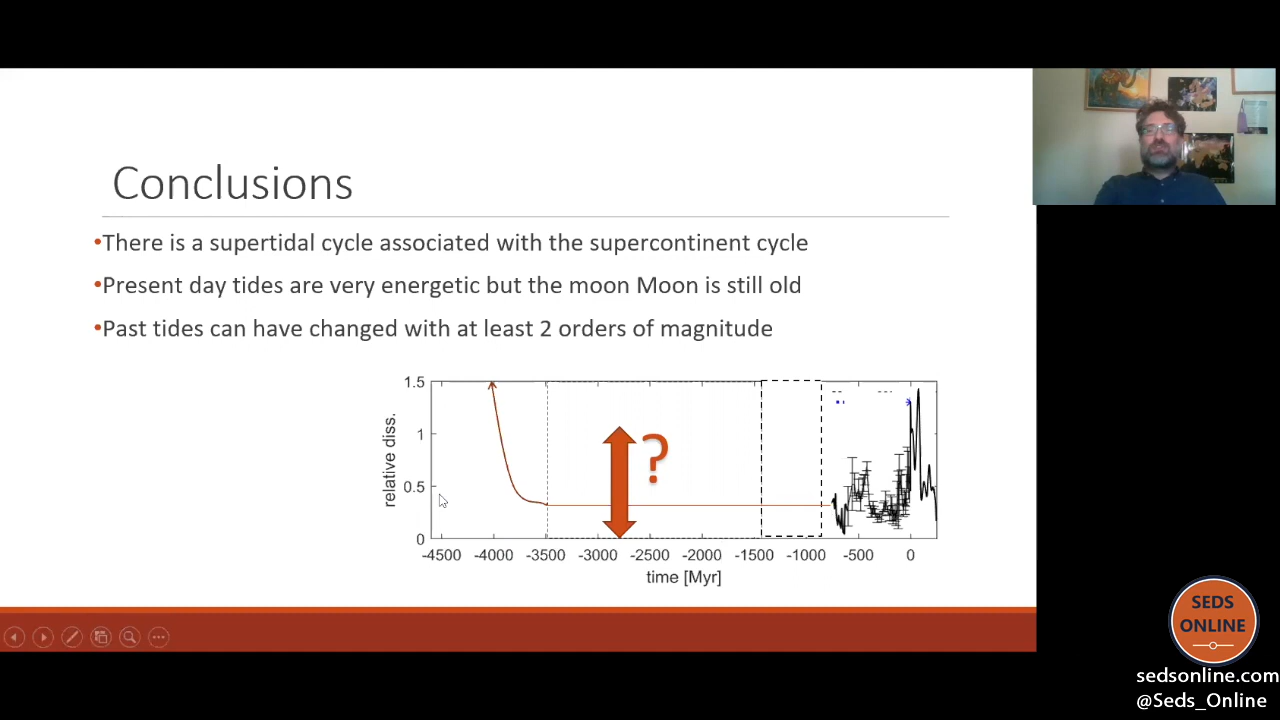 Conclusions
•There is a supertidal cycle associated with the supercontinent cycle
•Present day tides are very energetic but the moon Moon is still old
•Past tides can have changed with at least 2 orders of magnitude
1.5
1
0.5
0
relative diss.
?
-4500 -4000 -3500 -3000 -2500 -2000 -1500 -1000 -500 0
time [Myr]
SEDS
ONLINE
sedsonline.com
@Seds_Online